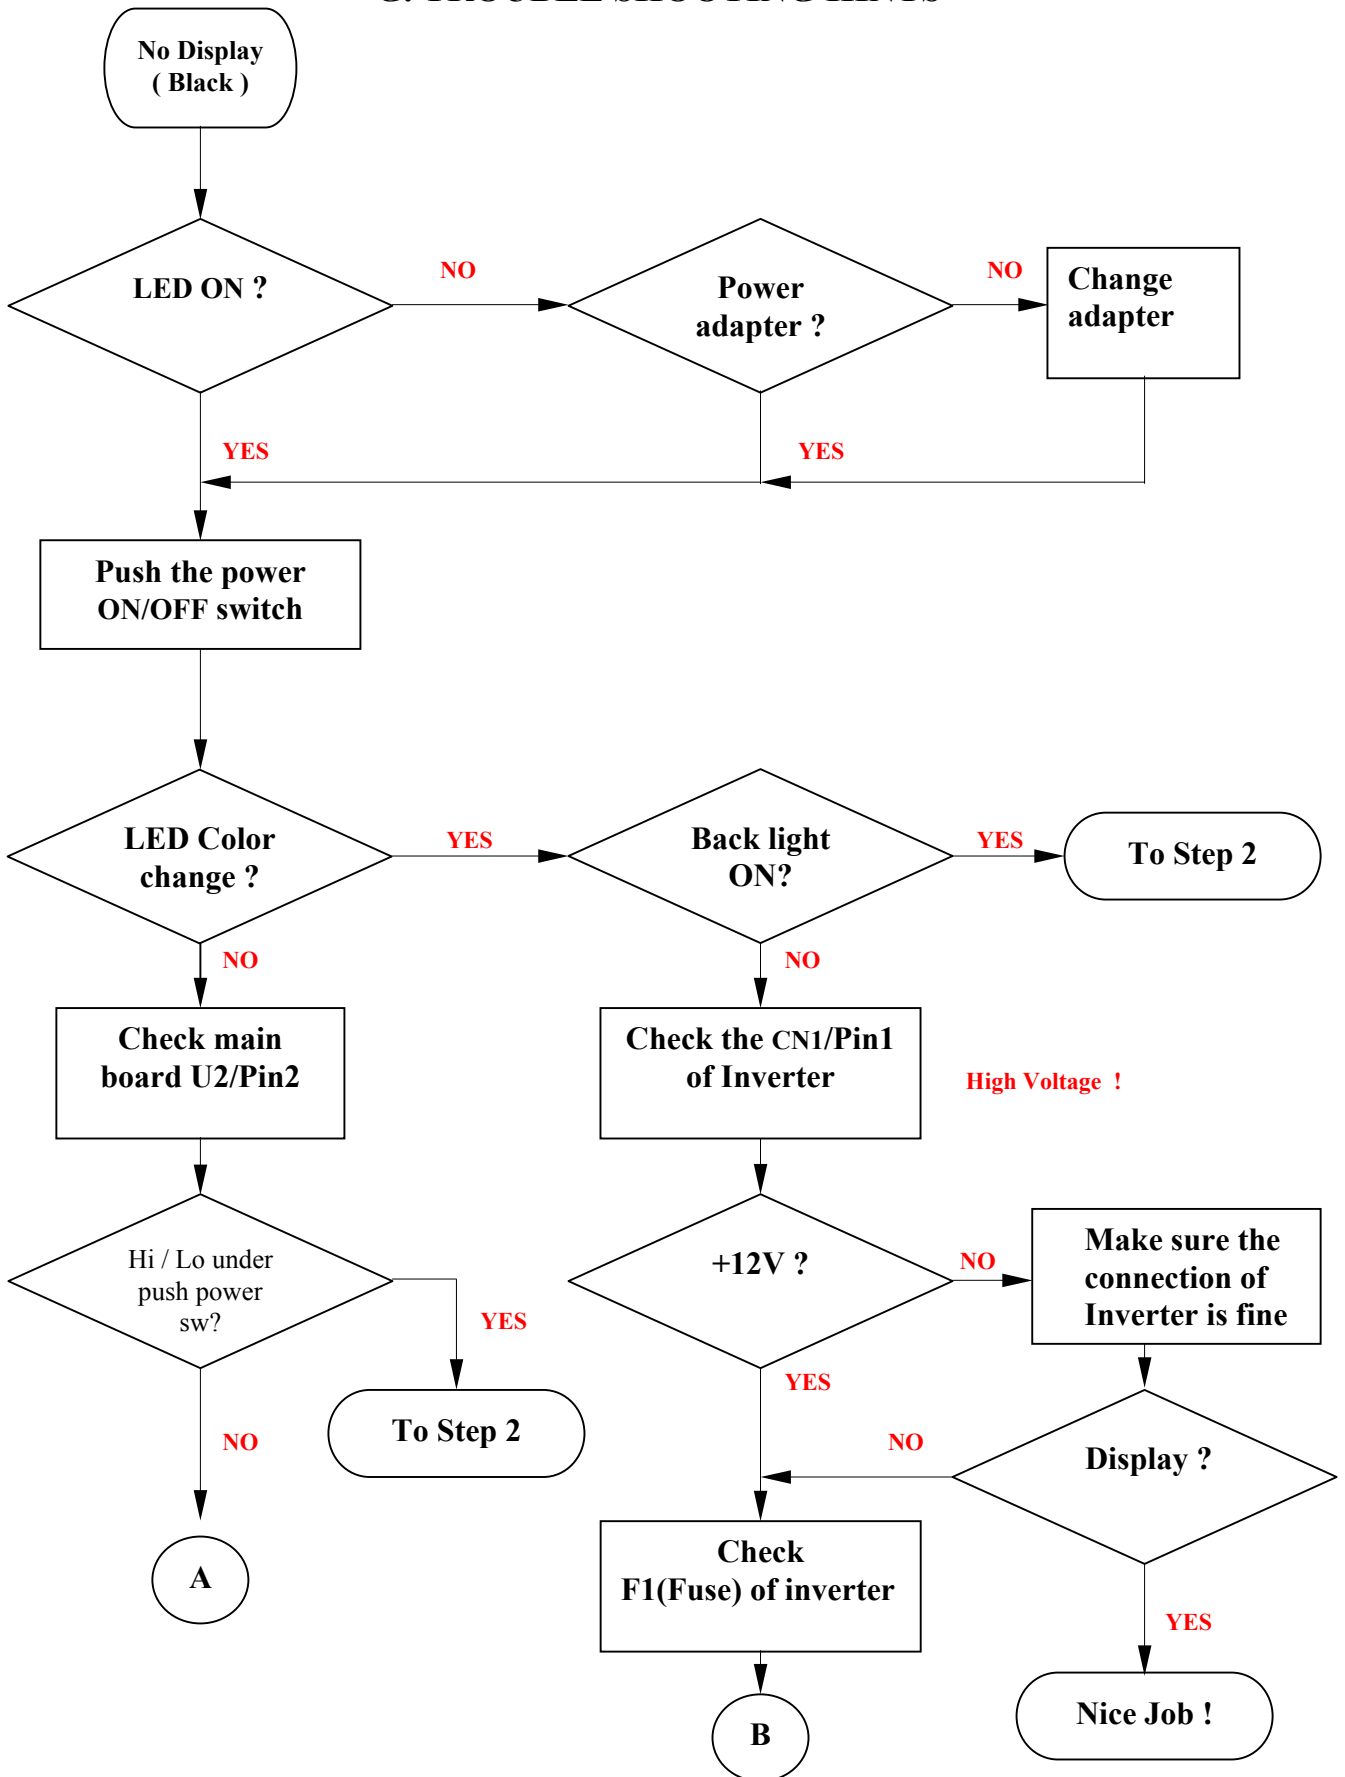 No Display
( Black )
LED ON ?
NO
Power
adapter ?
NO
Change
adapter
YES
YES
Push the power
ON/OFF switch
LED Color
change ?
YES
Back light
ON?
YES
To Step 2
NO
NO
Check main
board U2/Pin2
Check the CN1/Pin1
of Inverter
High Voltage !
Hi / Lo under
push power
sw?
YES
+12V ?
NO
Make sure the
connection of
Inverter is fine
YES
To Step 2
NO
NO
Display ?
A
Check
F1(Fuse) of inverter
YES
B
Nice Job !